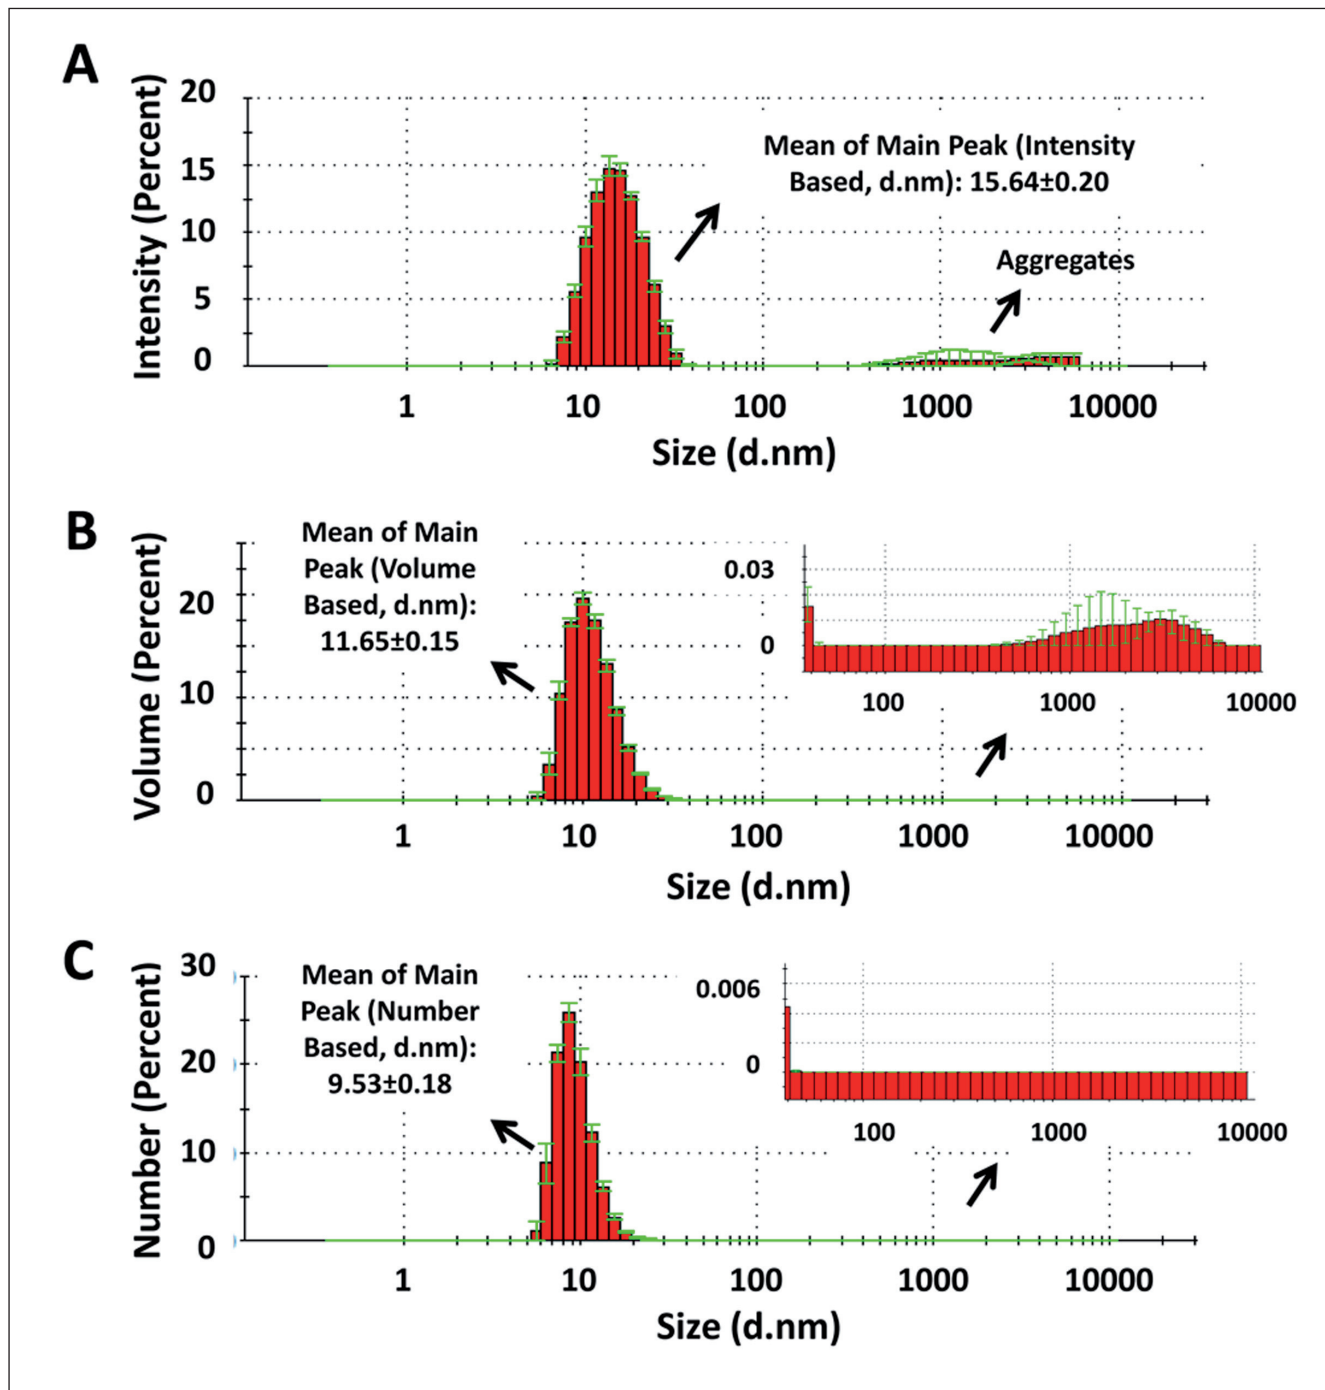 A
Intensity (Percent)
20
15
10
5
0
Mean of Main Peak (Intensity
Based, d.nm): 15.64±0.20
Aggregates
1 10 100 1000 10000
Size (d.nm)
B
Volume (Percent)
20
10
0
Mean of Main
Peak (Volume
Based, d.nm):
11.65±0.15
0.03
0
100 1000 10000
1 10 100 1000 10000
Size (d.nm)
C
Number (Percent)
30
20
10
0
Mean of Main
Peak (Number
Based, d.nm):
9.53±0.18
0.006
0
100 1000 10000
1 10 100 1000 10000
Size (d.nm)